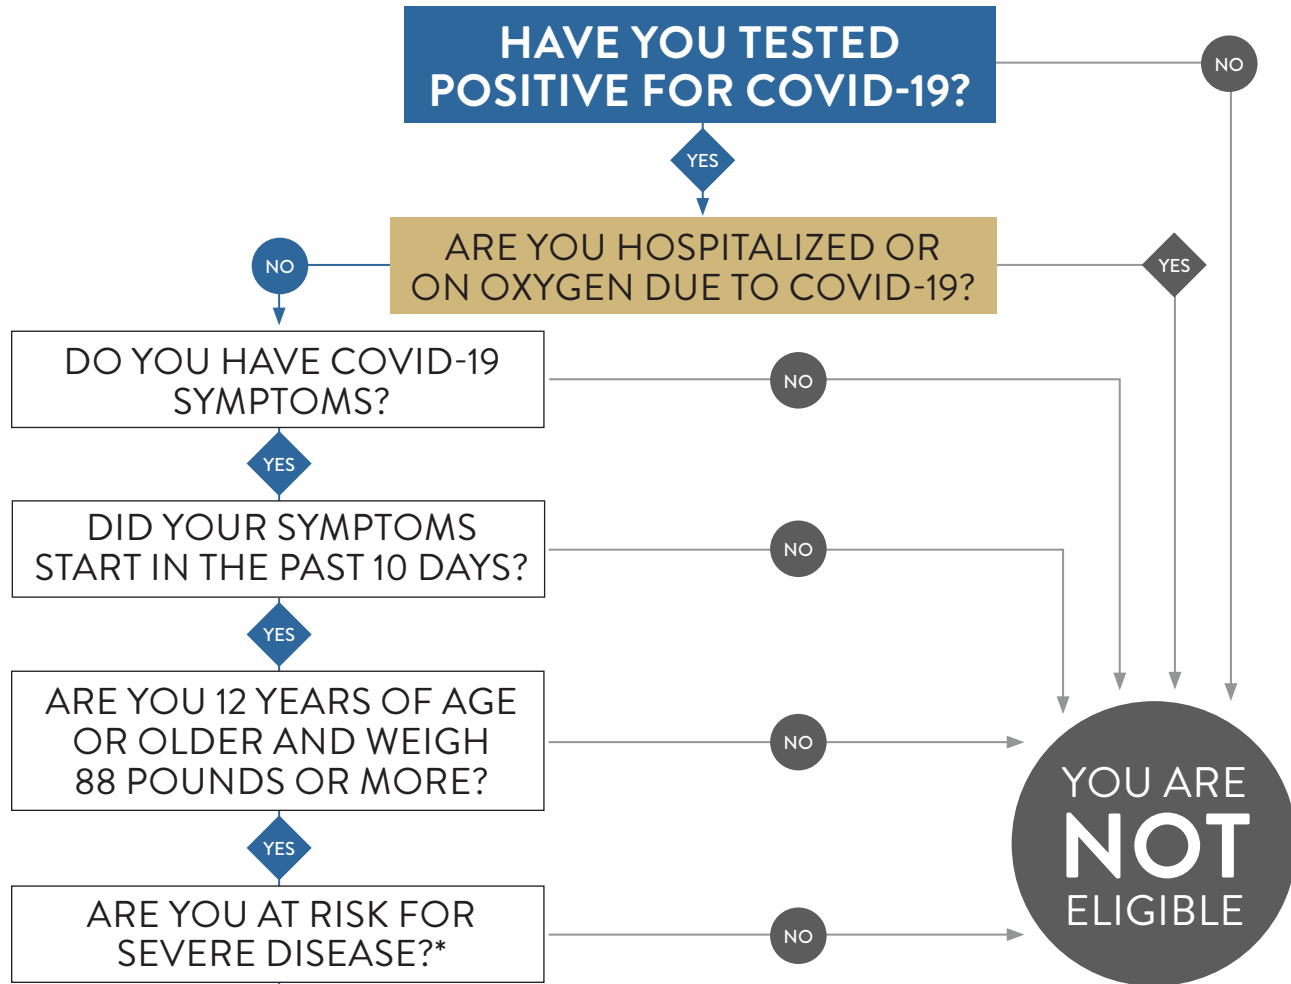 HAVE YOU TESTED
POSITIVE FOR COVID-19?
NO
YES
ARE YOU HOSPITALIZED OR
ON OXYGEN DUE TO COVID-19?
NO
YES
DO YOU HAVE COVID-19
SYMPTOMS?
NO
YES
DID YOUR SYMPTOMS
START IN THE PAST 10 DAYS?
NO
YES
ARE YOU 12 YEARS OF AGE
OR OLDER AND WEIGH
88 POUNDS OR MORE?
NO
YES
ARE YOU AT RISK FOR
SEVERE DISEASE?*
NO
YOU ARE
NOT
ELIGIBLE